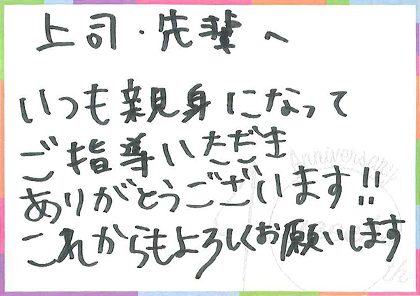 上司・先輩へ
いつも親身になって
ご指導いただき
ありがとうございます!!
これからもよろしくお願いします
Anniversary
th